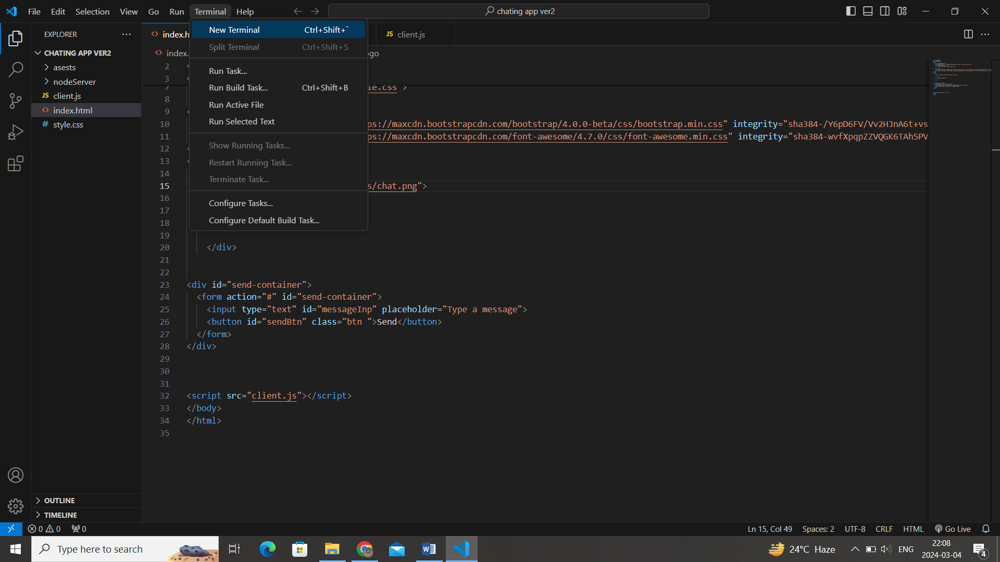 File Edit Selection View Go Run Terminal Help
chating app ver2
EXPLORER
CHATING APP VER2
asests
nodeServer
JS client.js
<> index.html
# style.css
OUTLINE
TIMELINE
<> index.h
JS client.js
<> index.
ogo
New Terminal Ctrl+Shift+`
Split Terminal Ctrl+Shift+5
Run Task...
Run Build Task... Ctrl+Shift+B
Run Active File
Run Selected Text
Show Running Tasks...
Restart Running Task...
Terminate Task...
Configure Tasks...
Configure Default Build Task...
2 <
3 <
7 le.css >
8
9 <
10 ps://maxcdn.bootstrapcdn.com/bootstrap/4.0.0-beta/css/bootstrap.min.css" integrity="sha384-/Y6pD6FV/Vv2HJnA6t+vs
11 ps://maxcdn.bootstrapcdn.com/font-awesome/4.7.0/css/font-awesome.min.css" integrity="sha384-wvfXpqpZZVQGK6TAh5PV
12 <
13 <
14
15 s/chat.png">
16
17
18
19
20 </div>
21
22
23 <div id="send-container">
24 <form action="#" id="send-container">
25 <input type="text" id="messageInp" placeholder="Type a message">
26 <button id="sendBtn" class="btn ">Send</button>
27 </form>
28 </div>
29
30
31
32 <script src="client.js"></script>
33 </body>
34 </html>
35
0 0 0
Ln 15, Col 49 Spaces: 2 UTF-8 CRLF HTML Go Live
Type here to search
24°C Haze
ENG
22:08
2024-03-04
4